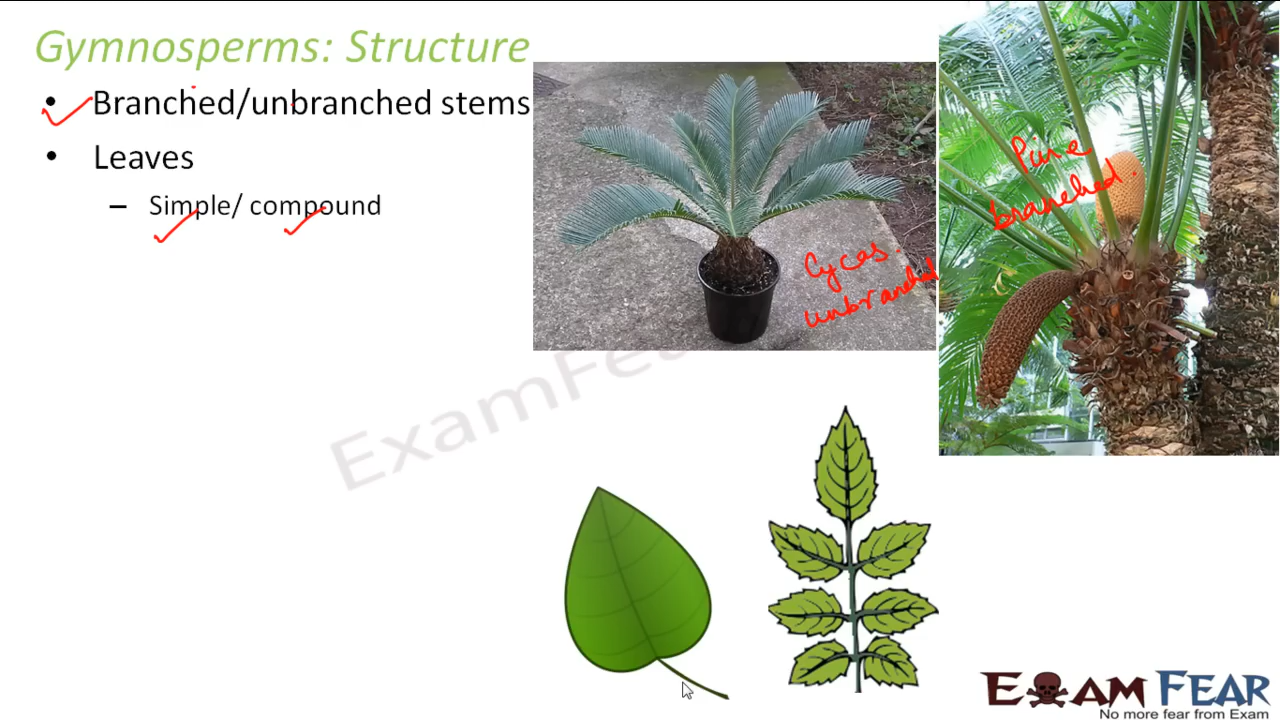 Gymnosperms: Structure
• Branched/unbranched stems
• Leaves
– Simple/ compound
Cycas.
unbranched
Pine
branched.
ExamFear
EXAM FEAR
No more fear from Exam